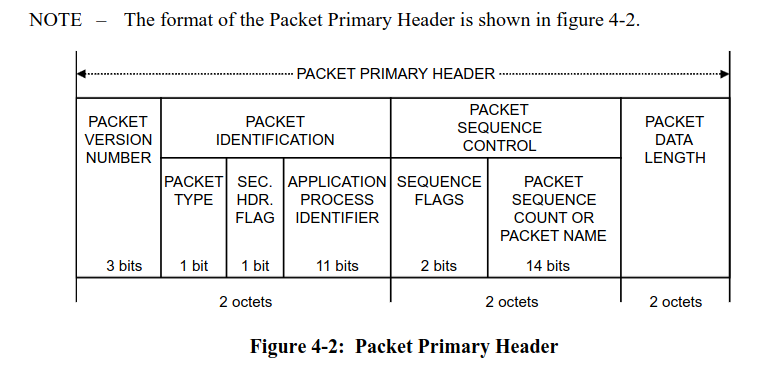 NOTE – The format of the Packet Primary Header is shown in figure 4-2.
PACKET PRIMARY HEADER
PACKET
VERSION
NUMBER
3 bits
PACKET
IDENTIFICATION
PACKET
TYPE
1 bit
SEC.
HDR.
FLAG
1 bit
APPLICATION
PROCESS
IDENTIFIER
11 bits
PACKET
SEQUENCE
CONTROL
SEQUENCE
FLAGS
2 bits
PACKET
SEQUENCE
COUNT OR
PACKET NAME
14 bits
PACKET
DATA
LENGTH
2 octets
2 octets
2 octets
Figure 4-2: Packet Primary Header